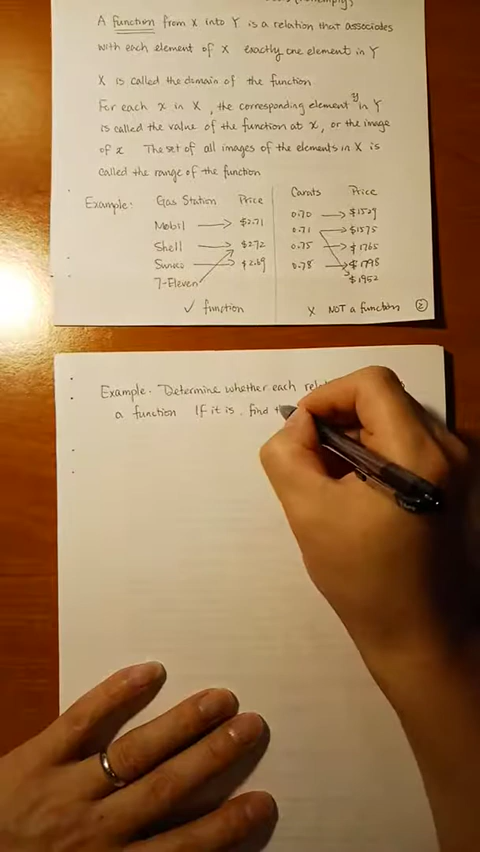 A function from X into Y is a relation that associates
with each element of X exactly one element in Y
X is called the domain of the function
For each x in X, the corresponding element y in Y
is called the value of the function at x, or the image
of x The set of all images of the elements in X is
called the range of the function
Example: Gas Station Price Carats Price
Mobil → $2.71 0.70 → $1529
Shell → $2.72 0.71 → $1575
Sunoco → $2.69 0.75 → $1765
7-Eleven 0.78 → $1798
$1952
✓ function X NOT a function ②
Example. Determine whether each
a function If it is, find